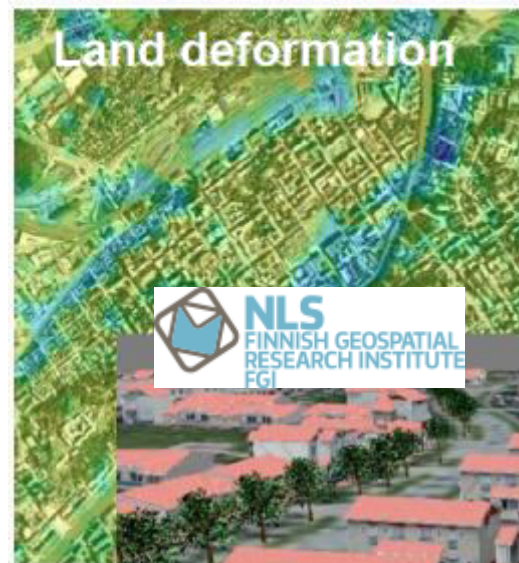 Land deformation
NLS
FINNISH GEOSPATIAL
RESEARCH INSTITUTE
FGI